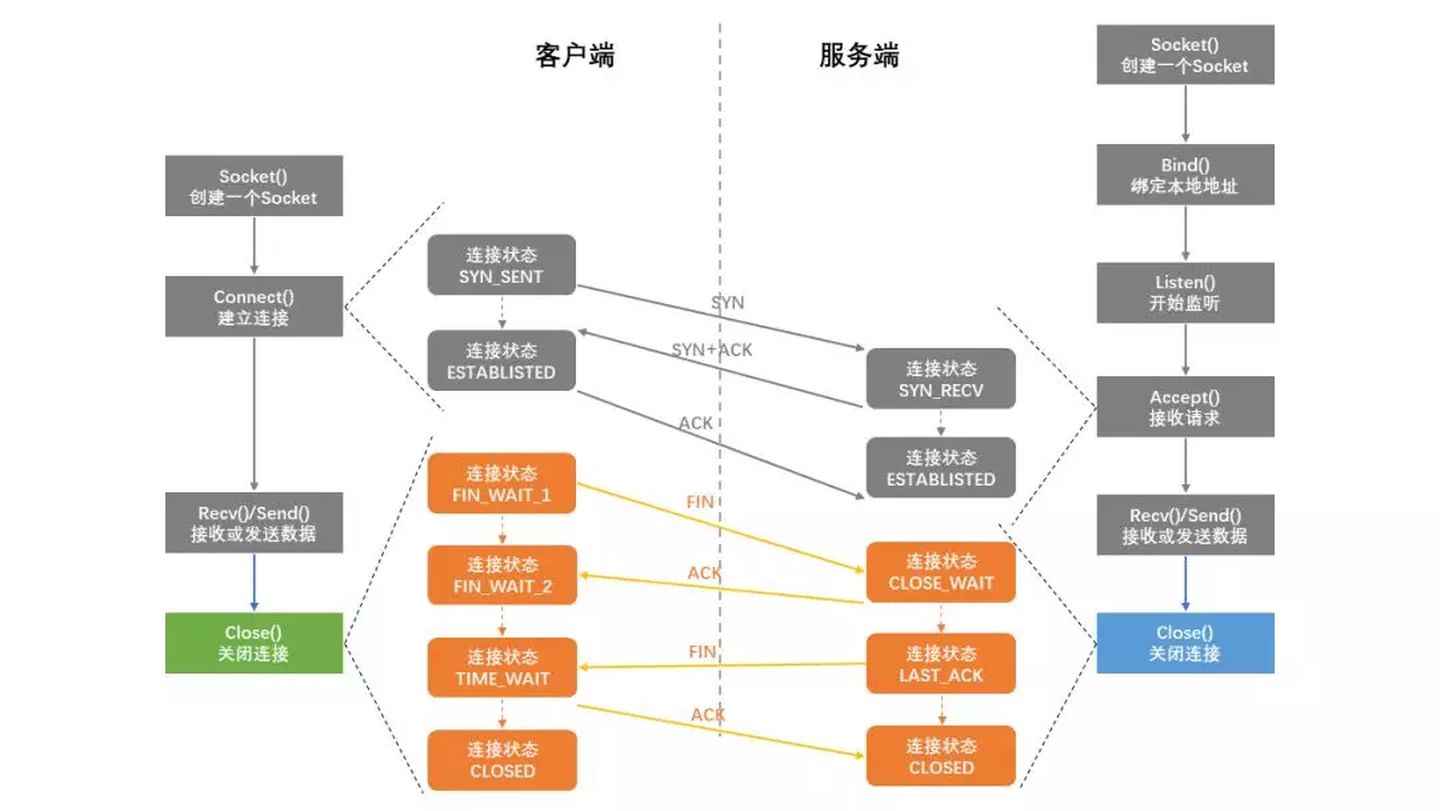 客户端
服务端
Socket()
创建一个Socket
Connect()
建立连接
Recv()/Send()
接收或发送数据
Close()
关闭连接
连接状态
SYN_SENT
连接状态
ESTABLISTED
连接状态
FIN_WAIT_1
连接状态
FIN_WAIT_2
连接状态
TIME_WAIT
连接状态
CLOSED
SYN
SYN+ACK
ACK
FIN
ACK
FIN
ACK
连接状态
SYN_RECV
连接状态
ESTABLISTED
连接状态
CLOSE_WAIT
连接状态
LAST_ACK
连接状态
CLOSED
Socket()
创建一个Socket
Bind()
绑定本地地址
Listen()
开始监听
Accept()
接收请求
Recv()/Send()
接收或发送数据
Close()
关闭连接